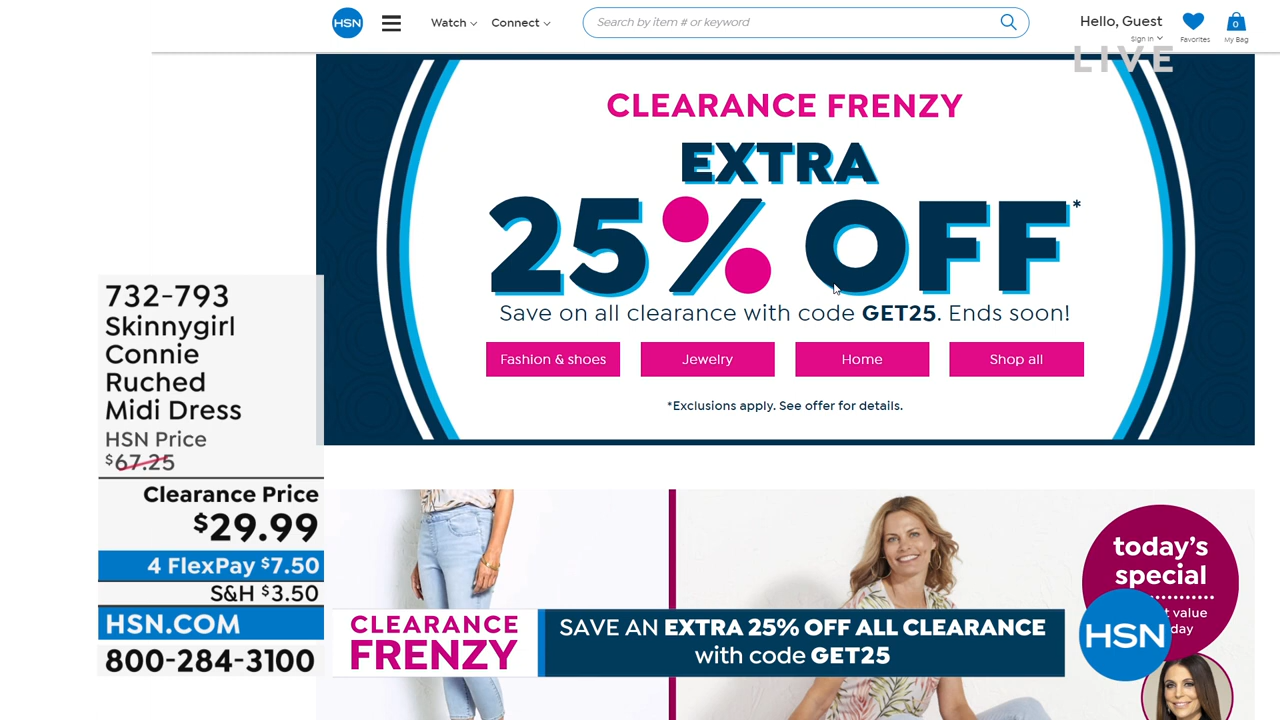 HSN
Watch
Connect
Search by item # or keyword
Hello, Guest
Sign In
Favorites
0
My Bag
LIVE
CLEARANCE FRENZY
EXTRA
25% OFF*
Save on all clearance with code GET25. Ends soon!
Fashion & shoes
Jewelry
Home
Shop all
*Exclusions apply. See offer for details.
732-793
Skinnygirl
Connie
Ruched
Midi Dress
HSN Price
$67.25
Clearance Price
$29.99
4 FlexPay $7.50
S&H $3.50
HSN.COM
800-284-3100
today's
special
value
day
CLEARANCE
FRENZY
SAVE AN EXTRA 25% OFF ALL CLEARANCE
with code GET25
HSN